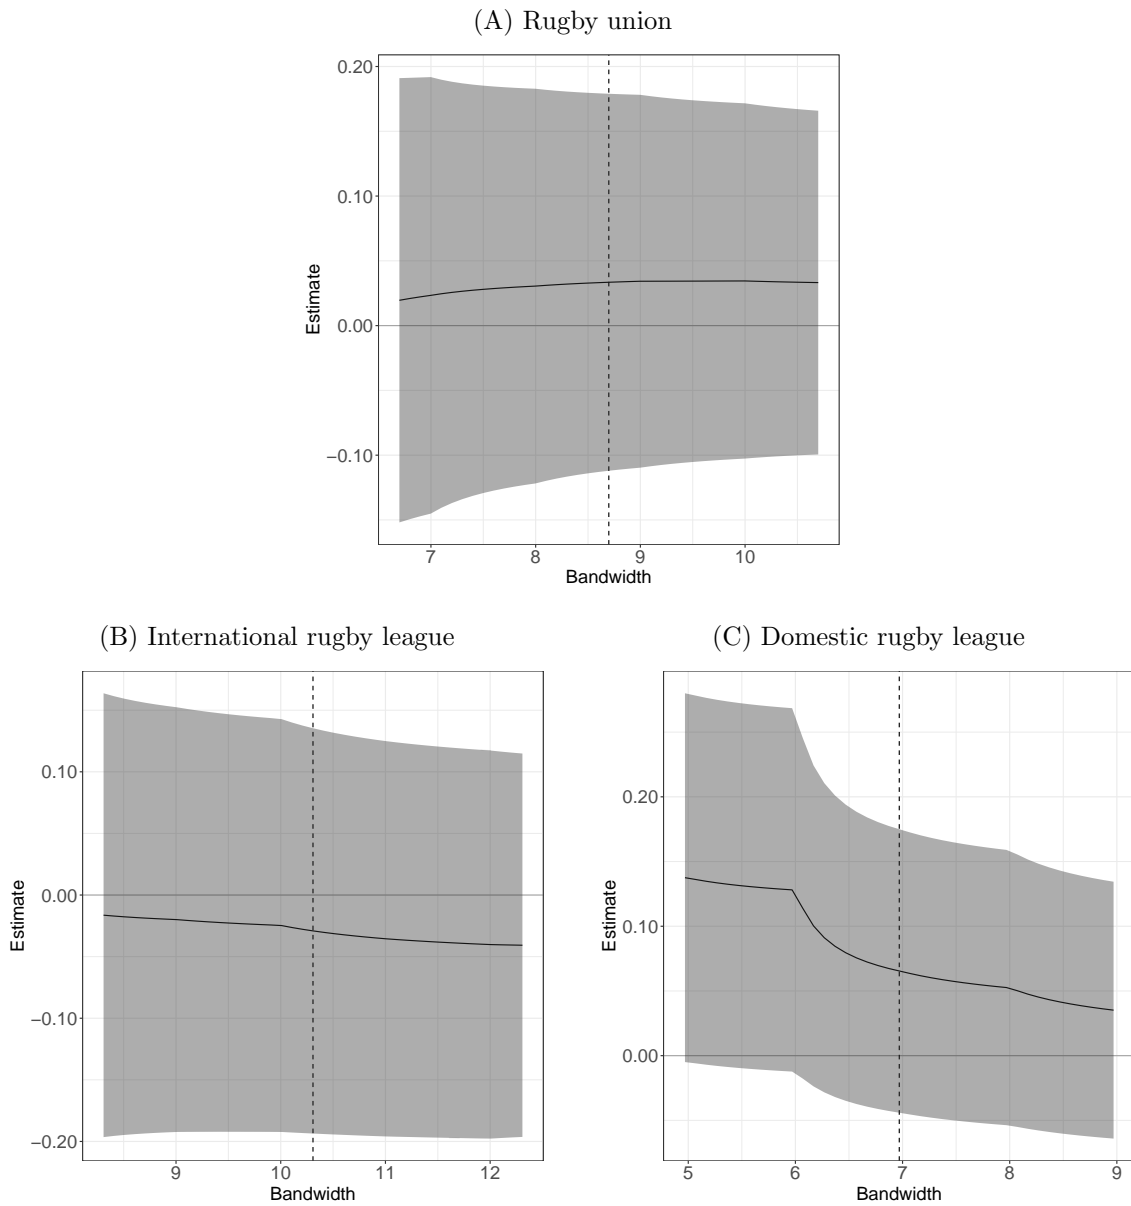 (A) Rugby union
0.20
0.10
0.00
−0.10
Estimate
7 8 9 10
Bandwidth
(B) International rugby league
0.10
0.00
−0.10
−0.20
Estimate
9 10 11 12
Bandwidth
(C) Domestic rugby league
0.20
0.10
0.00
Estimate
5 6 7 8 9
Bandwidth